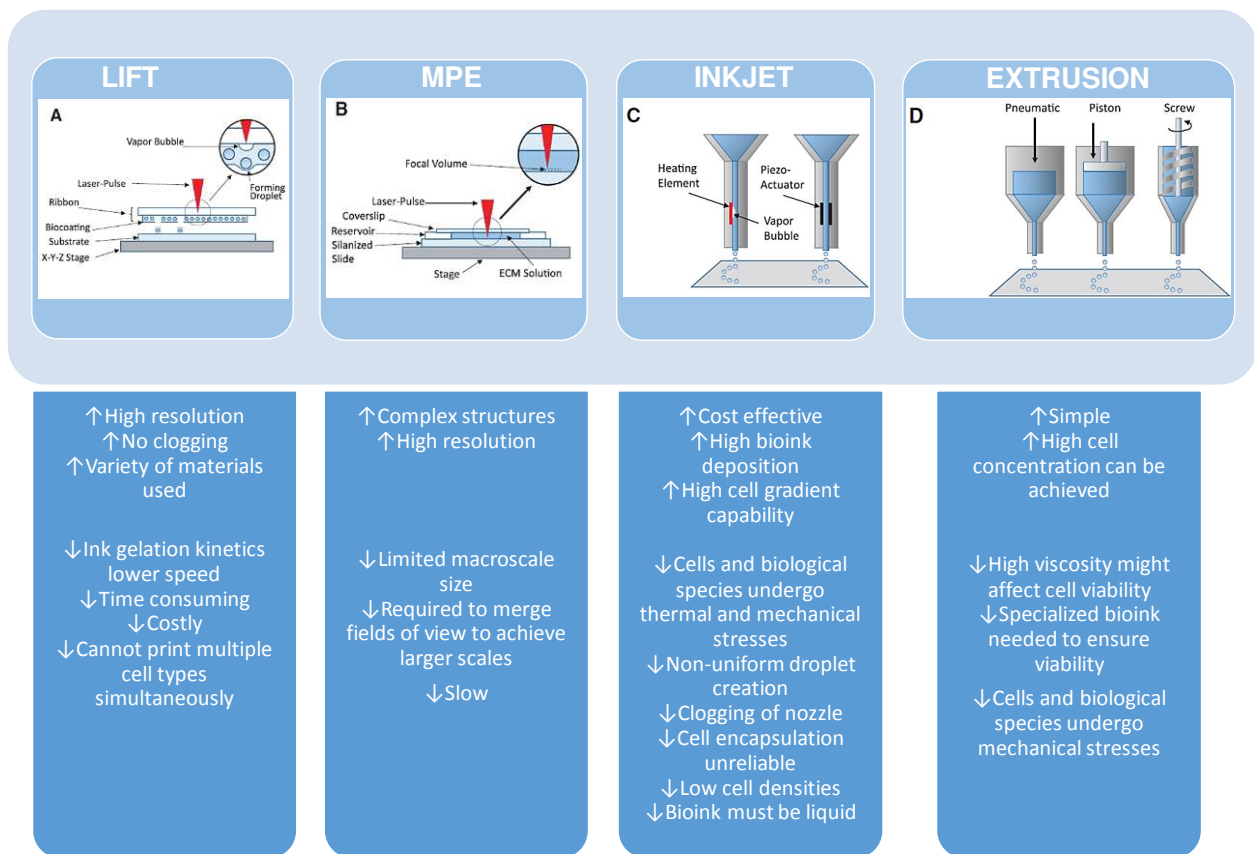 LIFT
A
Vapor Bubble
Laser-Pulse
Forming
Droplet
Ribbon
Biocoating
Substrate
X-Y-Z Stage
MPE
B
Focal Volume
Laser-Pulse
Coverslip
Reservoir
Silanized
Slide
Stage
ECM Solution
INKJET
C
Heating
Element
Piezo-
Actuator
Vapor
Bubble
EXTRUSION
D
Pneumatic
Piston
Screw
↑High resolution
↑No clogging
↑Variety of materials
used
↓Ink gelation kinetics
lower speed
↓Time consuming
↓Costly
↓Cannot print multiple
cell types
simultaneously
↑Complex structures
↑High resolution
↓Limited macroscale
size
↓Required to merge
fields of view to achieve
larger scales
↓Slow
↑Cost effective
↑High bioink
deposition
↑High cell gradient
capability
↓Cells and biological
species undergo
thermal and mechanical
stresses
↓Non-uniform droplet
creation
↓Clogging of nozzle
↓Cell encapsulation
unreliable
↓Low cell densities
↓Bioink must be liquid
↑Simple
↑High cell
concentration can be
achieved
↓High viscosity might
affect cell viability
↓Specialized bioink
needed to ensure
viability
↓Cells and biological
species undergo
mechanical stresses